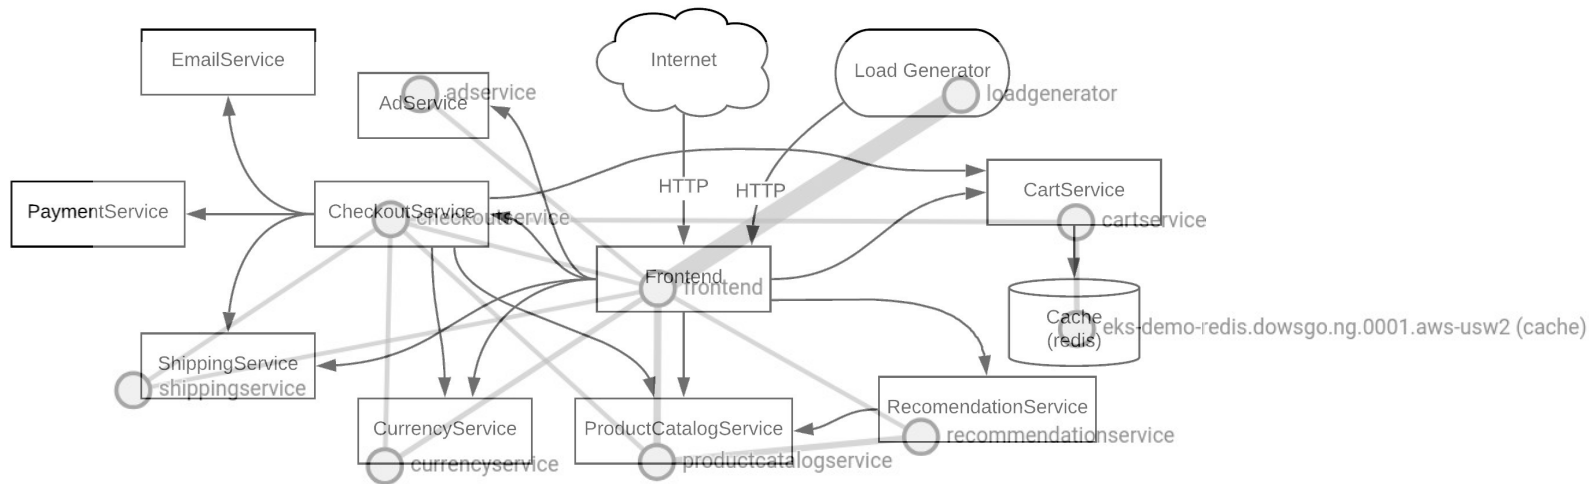 EmailService
Internet
Load Generator
loadgenerator
AdService
adservice
HTTP
HTTP
CartService
cartservice
PaymentService
CheckoutService
checkoutservice
Frontend
frontend
Cache
(redis)
eks-demo-redis.dowsgo.ng.0001.aws-usw2 (cache)
ShippingService
shippingservice
CurrencyService
currencyservice
ProductCatalogService
productcatalogservice
RecomendationService
recommendationservice